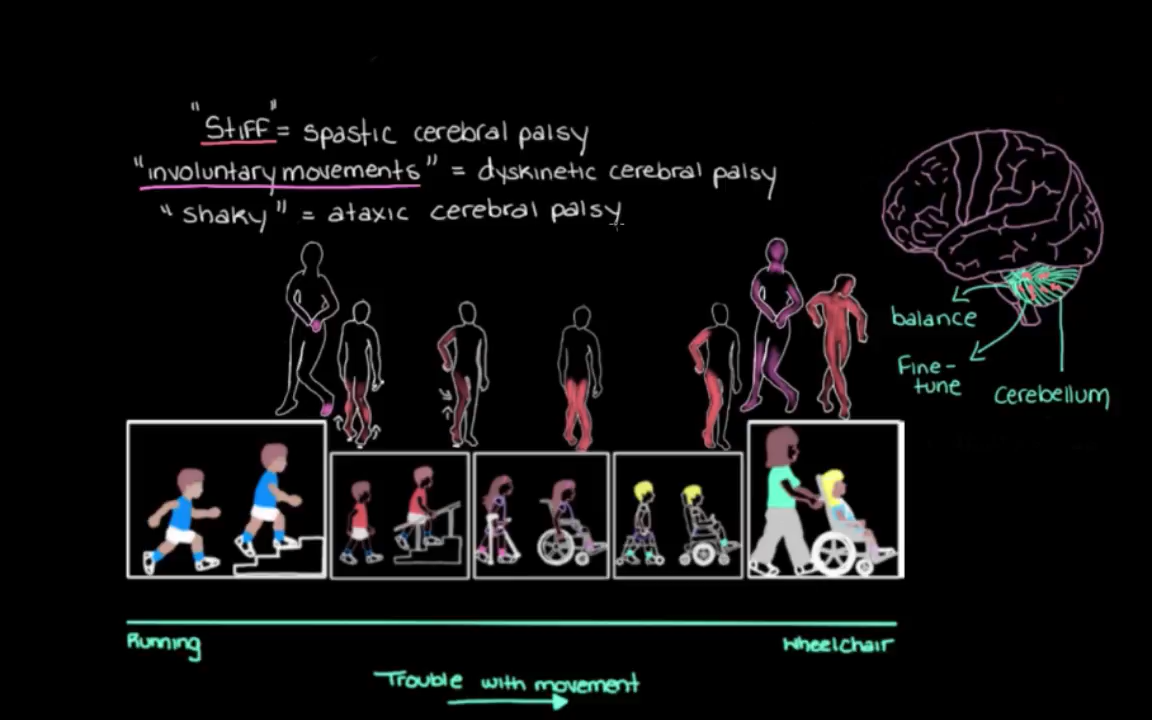 "Stiff" = spastic cerebral palsy
"involuntary movements" = dyskinetic cerebral palsy
"shaky" = ataxic cerebral palsy
balance
Fine-
tune
cerebellum
Running
Wheelchair
Trouble with movement